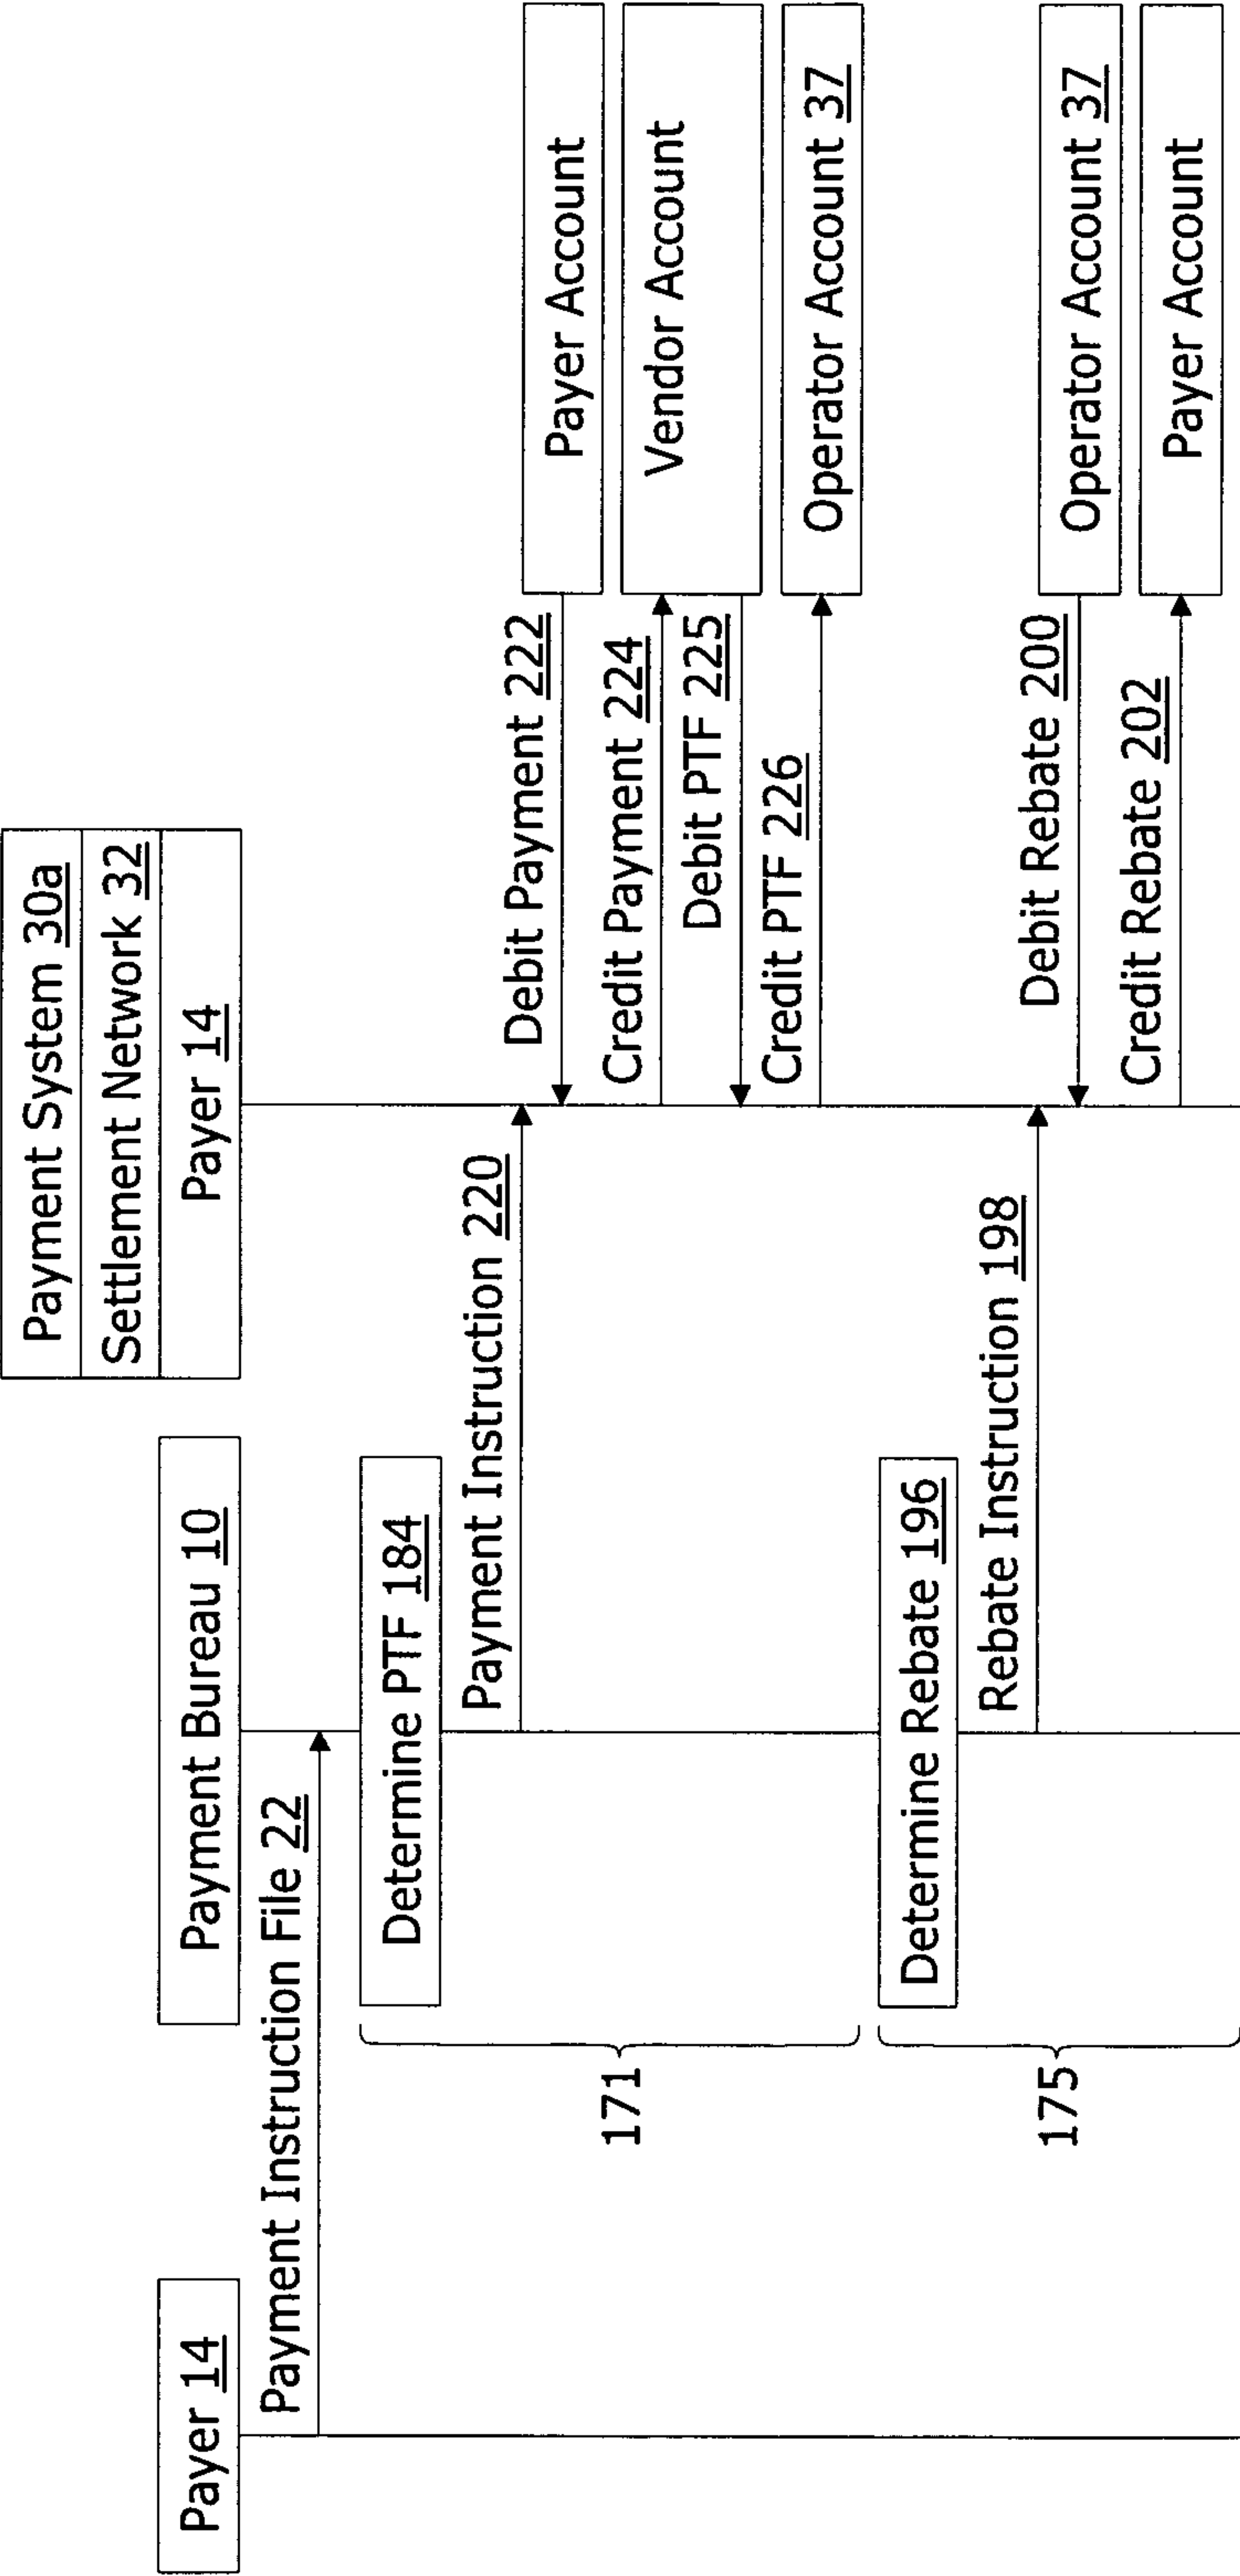 Payment System 30a
Settlement Network 32
Payer 14
Payment Bureau 10
Payer 14
Payment Instruction File 22
Determine PTF 184
Payment Instruction 220
Debit Payment 222
Payer Account
Credit Payment 224
Vendor Account
Debit PTF 225
Credit PTF 226
Operator Account 37
171
Determine Rebate 196
Rebate Instruction 198
Debit Rebate 200
Operator Account 37
Credit Rebate 202
Payer Account
175